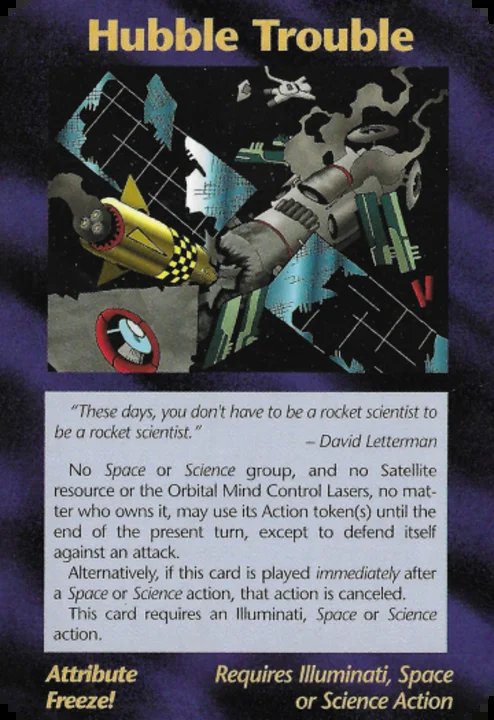 Hubble Trouble
"These days, you don't have to be a rocket scientist to
be a rocket scientist."
– David Letterman
No Space or Science group, and no Satellite
resource or the Orbital Mind Control Lasers, no mat-
ter who owns it, may use its Action token(s) until the
end of the present turn, except to defend itself
against an attack.
Alternatively, if this card is played immediately after
a Space or Science action, that action is canceled.
This card requires an Illuminati, Space or Science
action.
Attribute
Freeze!
Requires Illuminati, Space
or Science Action